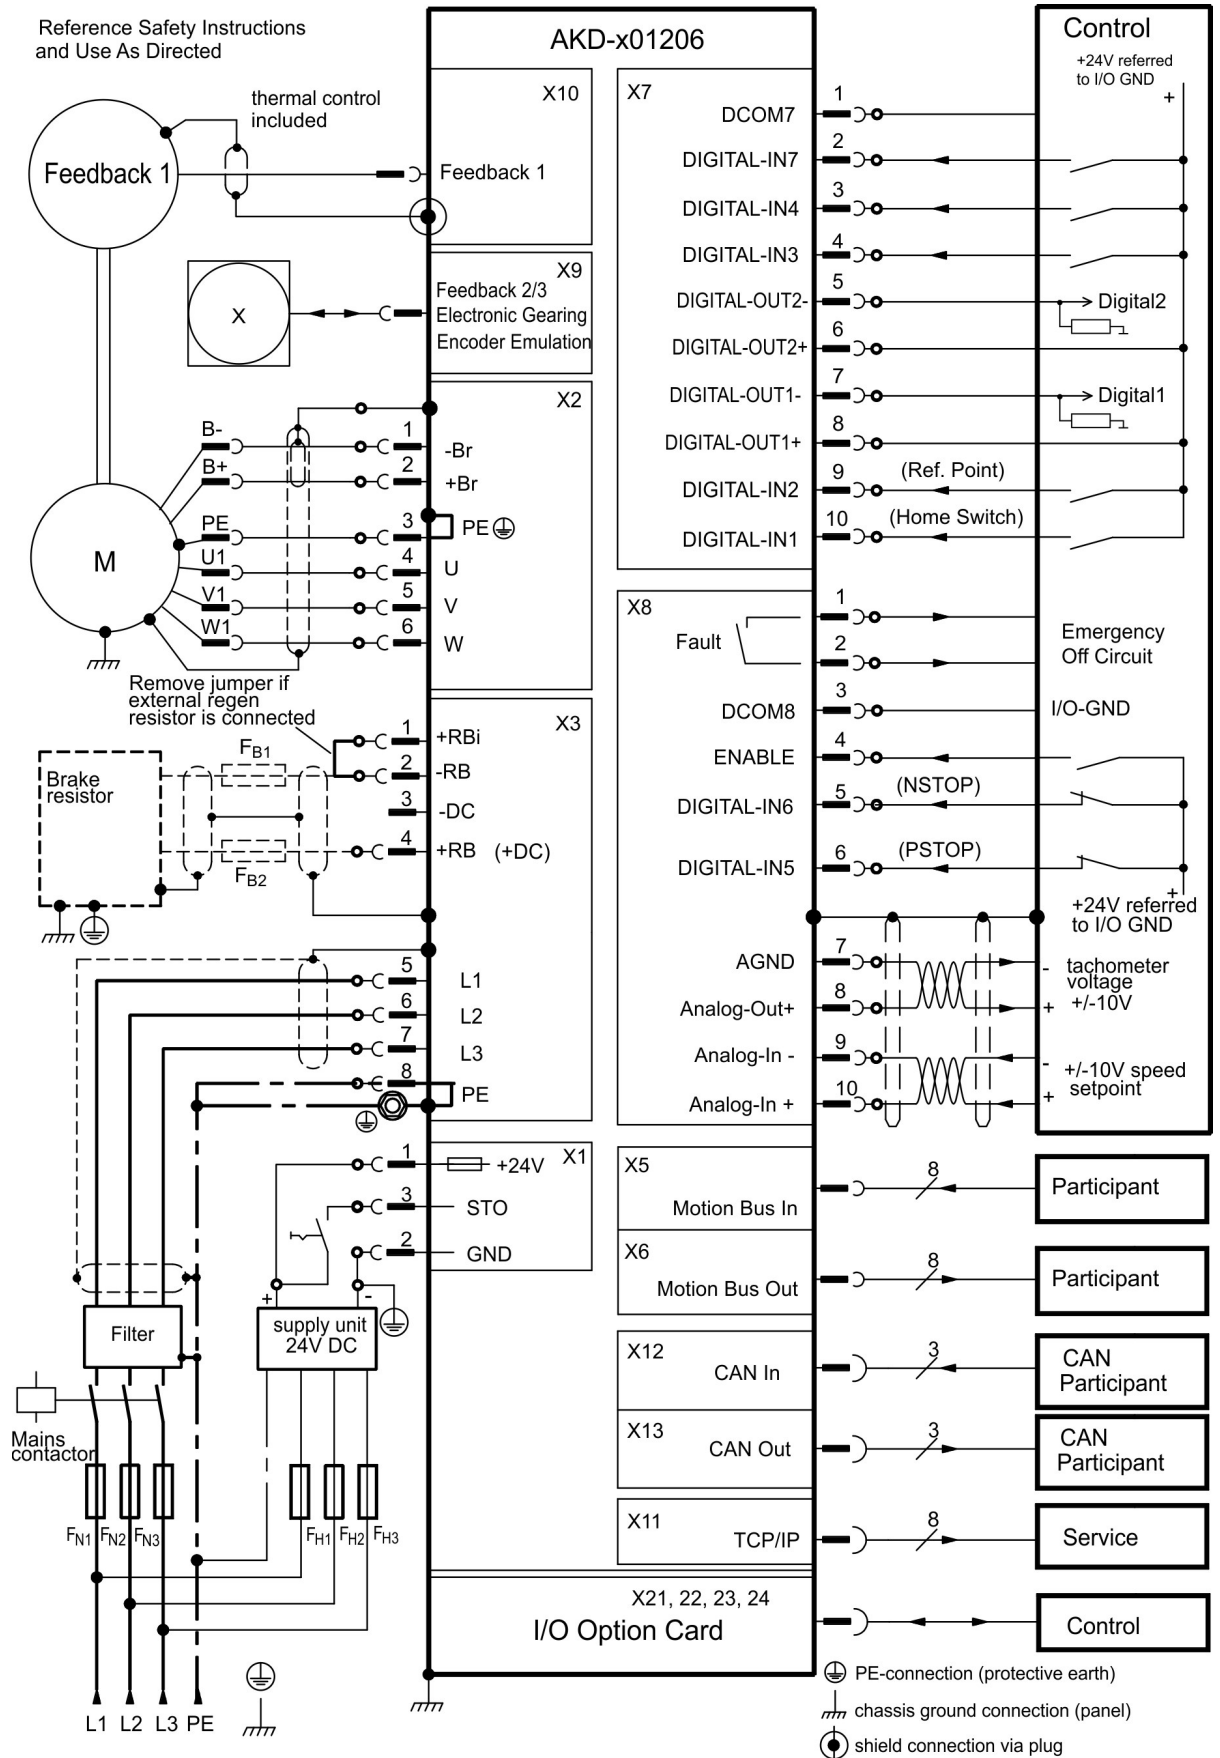 Reference Safety Instructions
and Use As Directed
AKD-x01206
Control
+24V referred
to I/O GND
+
thermal control
included
Feedback 1
X10
Feedback 1
X9
Feedback 2/3
Electronic Gearing
Encoder Emulation
X
X2
B-
1
-Br
B+
2
+Br
PE
3
PE
U1
4
U
V1
5
V
W1
6
W
M
Remove jumper if
external regen
resistor is connected
X3
1
+RBi
FB1
2
-RB
Brake
resistor
3
-DC
4
+RB (+DC)
FB2
5
L1
6
L2
7
L3
8
PE
X1
1
+24V
3
STO
2
GND
+
-
supply unit
24V DC
Filter
Mains
contactor
FN1
FN2
FN3
FH1
FH2
FH3
L1 L2 L3 PE
X7
DCOM7
1
DIGITAL-IN7
2
DIGITAL-IN4
3
DIGITAL-IN3
4
DIGITAL-OUT2-
5
Digital2
DIGITAL-OUT2+
6
DIGITAL-OUT1-
7
Digital1
DIGITAL-OUT1+
8
DIGITAL-IN2
9
(Ref. Point)
DIGITAL-IN1
10
(Home Switch)
X8
Fault
1
2
Emergency
Off Circuit
DCOM8
3
I/O-GND
ENABLE
4
DIGITAL-IN6
5
(NSTOP)
DIGITAL-IN5
6
(PSTOP)
+
+24V referred
to I/O GND
AGND
7
-
tachometer
voltage
+/-10V
Analog-Out+
8
+
Analog-In -
9
-
+/-10V speed
setpoint
Analog-In +
10
+
X5
Motion Bus In
8
Participant
X6
Motion Bus Out
8
Participant
X12
CAN In
3
CAN
Participant
X13
CAN Out
3
CAN
Participant
X11
TCP/IP
8
Service
X21, 22, 23, 24
I/O Option Card
Control
PE-connection (protective earth)
chassis ground connection (panel)
shield connection via plug